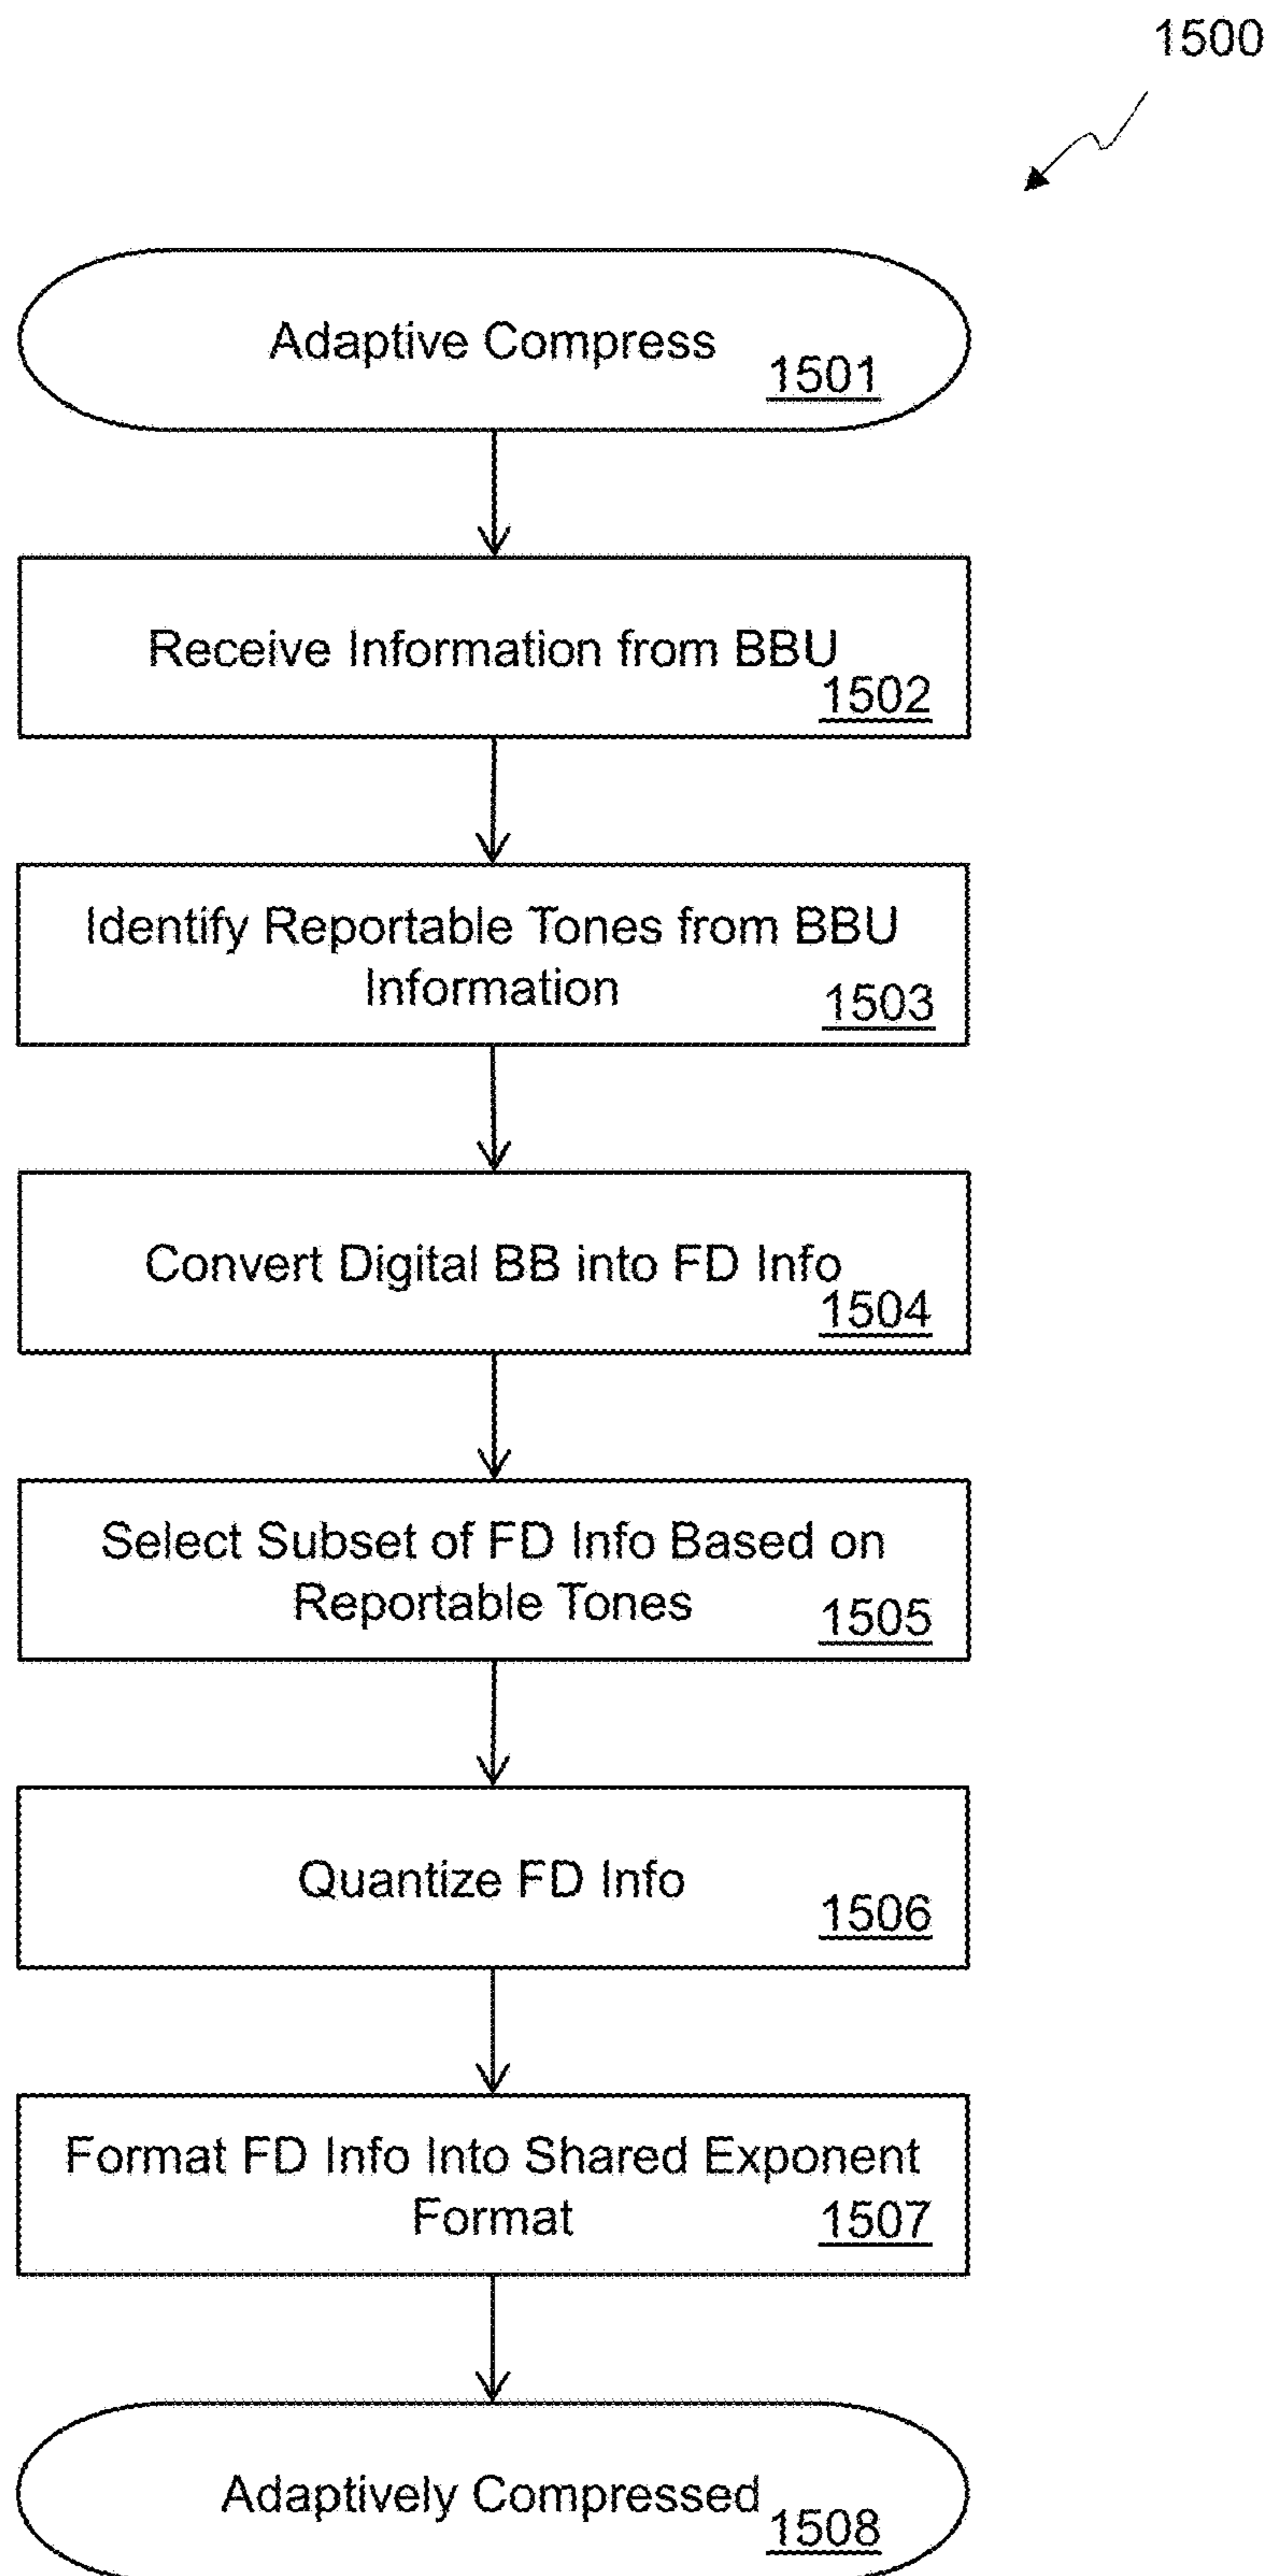 1500
Adaptive Compress
1501
Receive Information from BBU
1502
Identify Reportable Tones from BBU
Information
1503
Convert Digital BB into FD Info
1504
Select Subset of FD Info Based on
Reportable Tones
1505
Quantize FD Info
1506
Format FD Info Into Shared Exponent
Format
1507
Adaptively Compressed
1508